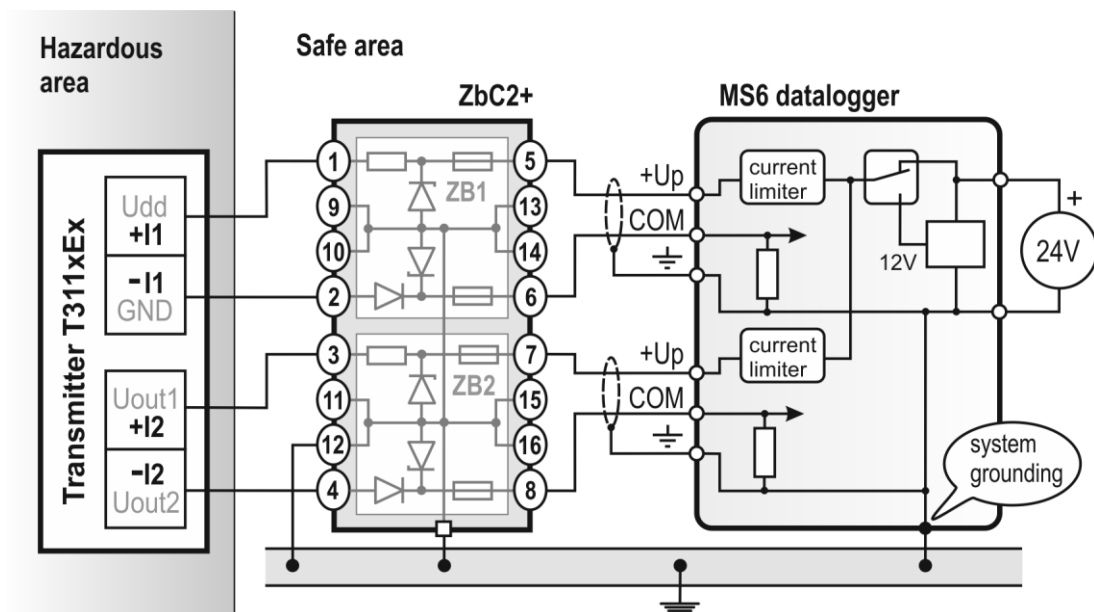 Hazardous
area
Safe area
ZbC2+
MS6 datalogger
Transmitter T311xEx
Udd
+I1
-I1
GND
Uout1
+I2
-I2
Uout2
1
9
10
2
3
11
12
4
ZB1
ZB2
5
13
14
6
7
15
16
8
+Up
COM
+Up
COM
current
limiter
current
limiter
12V
+
24V
system
grounding